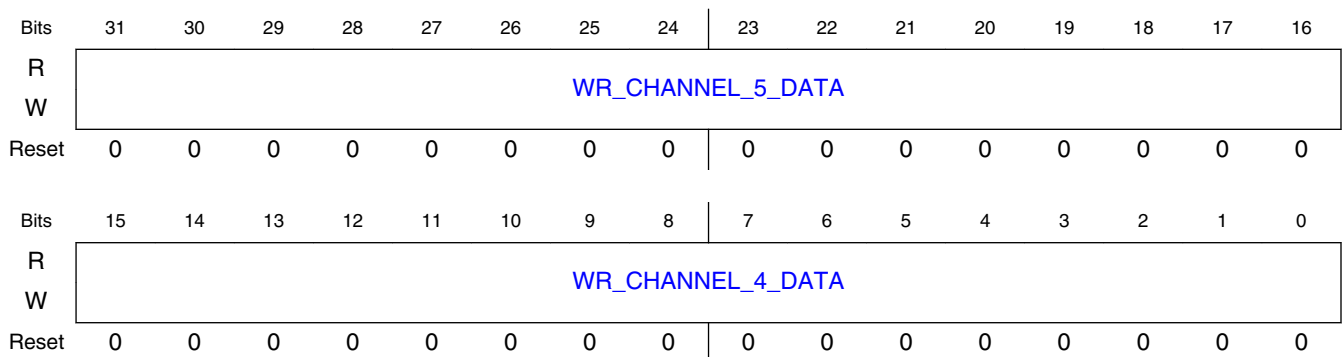 Bits 31 30 29 28 27 26 25 24 23 22 21 20 19 18 17 16
R
WR_CHANNEL_5_DATA
W
Reset 0 0 0 0 0 0 0 0 0 0 0 0 0 0 0 0
Bits 15 14 13 12 11 10 9 8 7 6 5 4 3 2 1 0
R
WR_CHANNEL_4_DATA
W
Reset 0 0 0 0 0 0 0 0 0 0 0 0 0 0 0 0